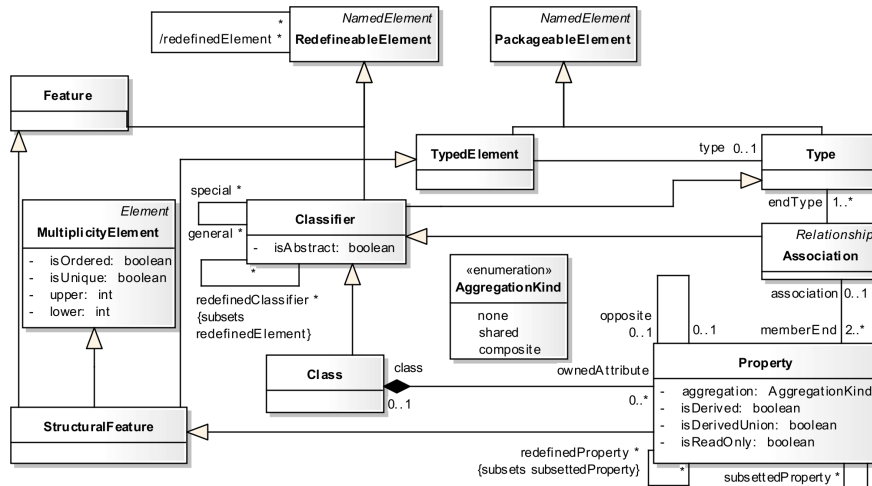 NamedElement
RedefineableElement
*
/redefinedElement *
NamedElement
PackageableElement
Feature
TypedElement
type 0..1
Type
special *
general *
Classifier
- isAbstract: boolean
endType 1..*
Element
MultiplicityElement
- isOrdered: boolean
- isUnique: boolean
- upper: int
- lower: int
Relationship
Association
*
redefinedClassifier *
{subsets
redefinedElement}
«enumeration»
AggregationKind
none
shared
composite
association 0..1
opposite
0..1
0..1
memberEnd 2..*
Class
class
0..1
ownedAttribute
0..*
Property
- aggregation: AggregationKind
- isDerived: boolean
- isDerivedUnion: boolean
- isReadOnly: boolean
StructuralFeature
redefinedProperty *
{subsets subsettedProperty}
*
subsettedProperty *